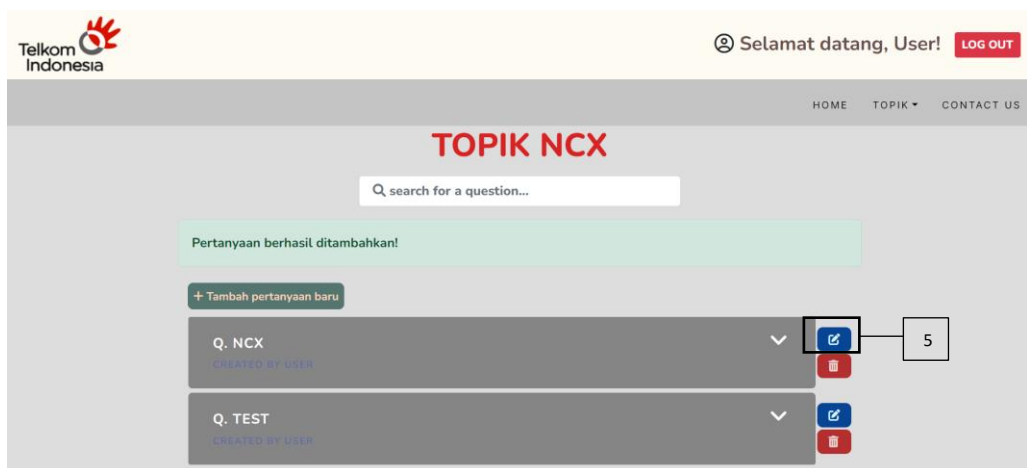 Telkom
Indonesia
Selamat datang, User! LOG OUT
HOME TOPIK CONTACT US
TOPIK NCX
search for a question...
Pertanyaan berhasil ditambahkan!
+ Tambah pertanyaan baru
Q. NCX
CREATED BY USER
5
Q. TEST
CREATED BY USER